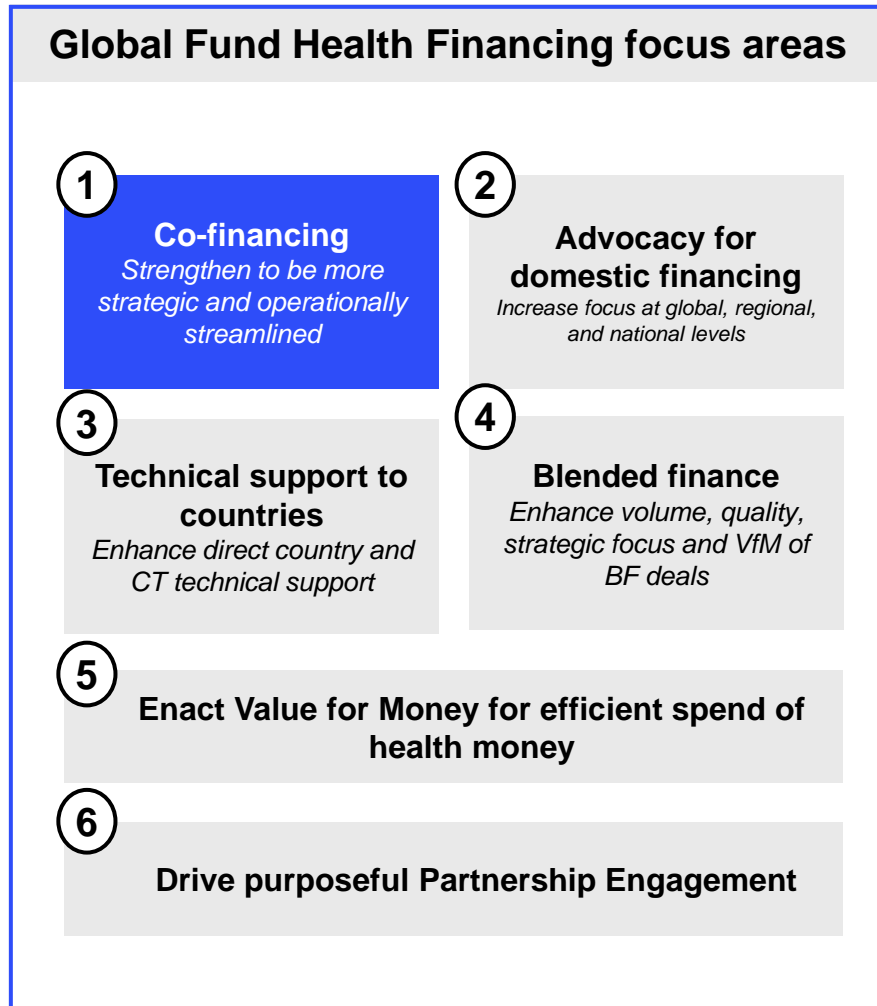 Global Fund Health Financing focus areas
1
Co-financing
Strengthen to be more
strategic and operationally
streamlined
2
Advocacy for
domestic financing
Increase focus at global, regional,
and national levels
3
Technical support to
countries
Enhance direct country and
CT technical support
4
Blended finance
Enhance volume, quality,
strategic focus and VfM of
BF deals
5
Enact Value for Money for efficient spend of
health money
6
Drive purposeful Partnership Engagement